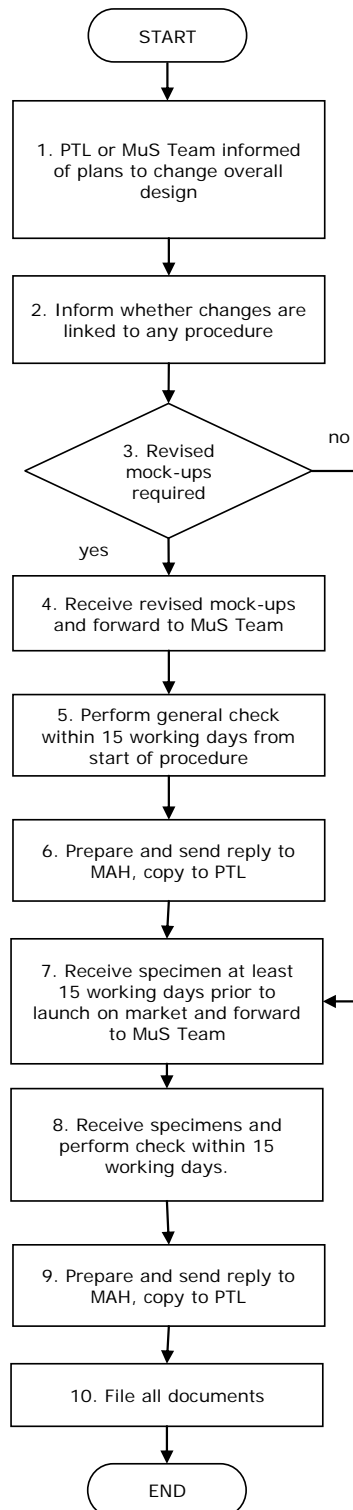 START
1. PTL or MuS Team informed
of plans to change overall
design
2. Inform whether changes are
linked to any procedure
no
3. Revised
mock-ups
required
yes
4. Receive revised mock-ups
and forward to MuS Team
5. Perform general check
within 15 working days from
start of procedure
6. Prepare and send reply to
MAH, copy to PTL
7. Receive specimen at least
15 working days prior to
launch on market and forward
to MuS Team
8. Receive specimens and
perform check within 15
working days.
9. Prepare and send reply to
MAH, copy to PTL
10. File all documents
END